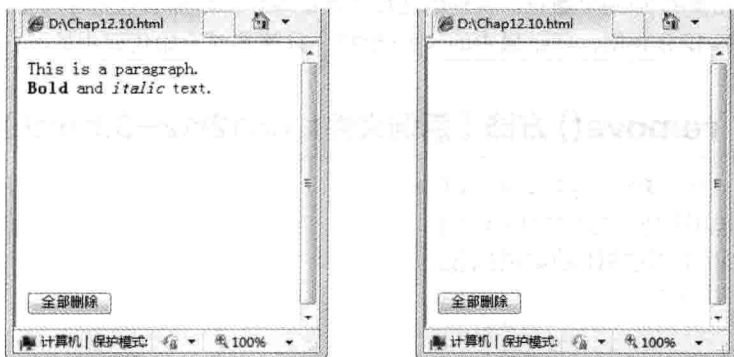 D:\Chap12.10.html
This is a paragraph.
Bold and italic text.
全部删除
计算机 | 保护模式: 100%
D:\Chap12.10.html
全部删除
计算机 | 保护模式: 100%